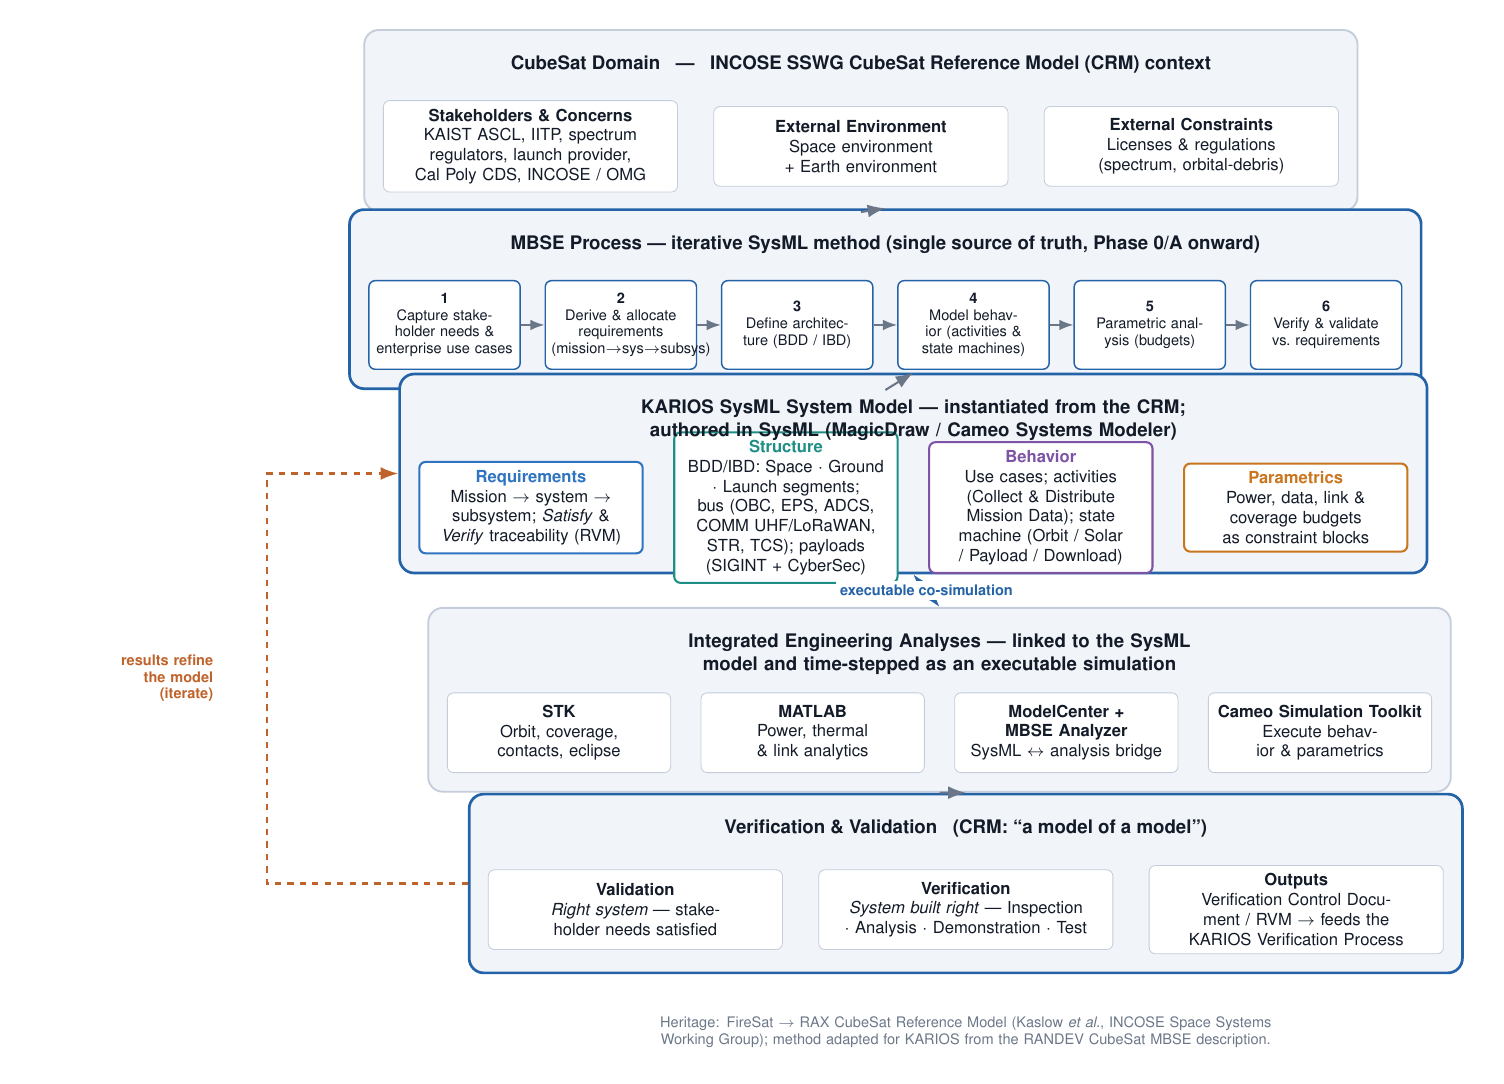 CubeSat Domain — INCOSE SSWG CubeSat Reference Model (CRM) context
Stakeholders & Concerns
KAIST ASCL, IITP, spectrum
regulators, launch provider,
Cal Poly CDS, INCOSE / OMG
External Environment
Space environment
+ Earth environment
External Constraints
Licenses & regulations
(spectrum, orbital-debris)
MBSE Process — iterative SysML method (single source of truth, Phase 0/A onward)
1
Capture stake-
holder needs &
enterprise use cases
2
Derive & allocate
requirements
(mission→sys→subsys)
3
Define architec-
ture (BDD / IBD)
4
Model behav-
ior (activities &
state machines)
5
Parametric anal-
ysis (budgets)
6
Verify & validate
vs. requirements
KARIOS SysML System Model — instantiated from the CRM;
authored in SysML (MagicDraw / Cameo Systems Modeler)
Requirements
Mission → system →
subsystem; Satisfy &
Verify traceability (RVM)
Structure
BDD/IBD: Space · Ground
· Launch segments;
bus (OBC, EPS, ADCS,
COMM UHF/LoRaWAN,
STR, TCS); payloads
(SIGINT + CyberSec)
Behavior
Use cases; activities
(Collect & Distribute
Mission Data); state
machine (Orbit / Solar
/ Payload / Download)
Parametrics
Power, data, link &
coverage budgets
as constraint blocks
executable co-simulation
results refine
the model
(iterate)
Integrated Engineering Analyses — linked to the SysML
model and time-stepped as an executable simulation
STK
Orbit, coverage,
contacts, eclipse
MATLAB
Power, thermal
& link analytics
ModelCenter +
MBSE Analyzer
SysML ↔ analysis bridge
Cameo Simulation Toolkit
Execute behav-
ior & parametrics
Verification & Validation (CRM: “a model of a model”)
Validation
Right system — stake-
holder needs satisfied
Verification
System built right — Inspection
· Analysis · Demonstration · Test
Outputs
Verification Control Docu-
ment / RVM → feeds the
KARIOS Verification Process
Heritage: FireSat → RAX CubeSat Reference Model (Kaslow et al., INCOSE Space Systems
Working Group); method adapted for KARIOS from the RANDEV CubeSat MBSE description.